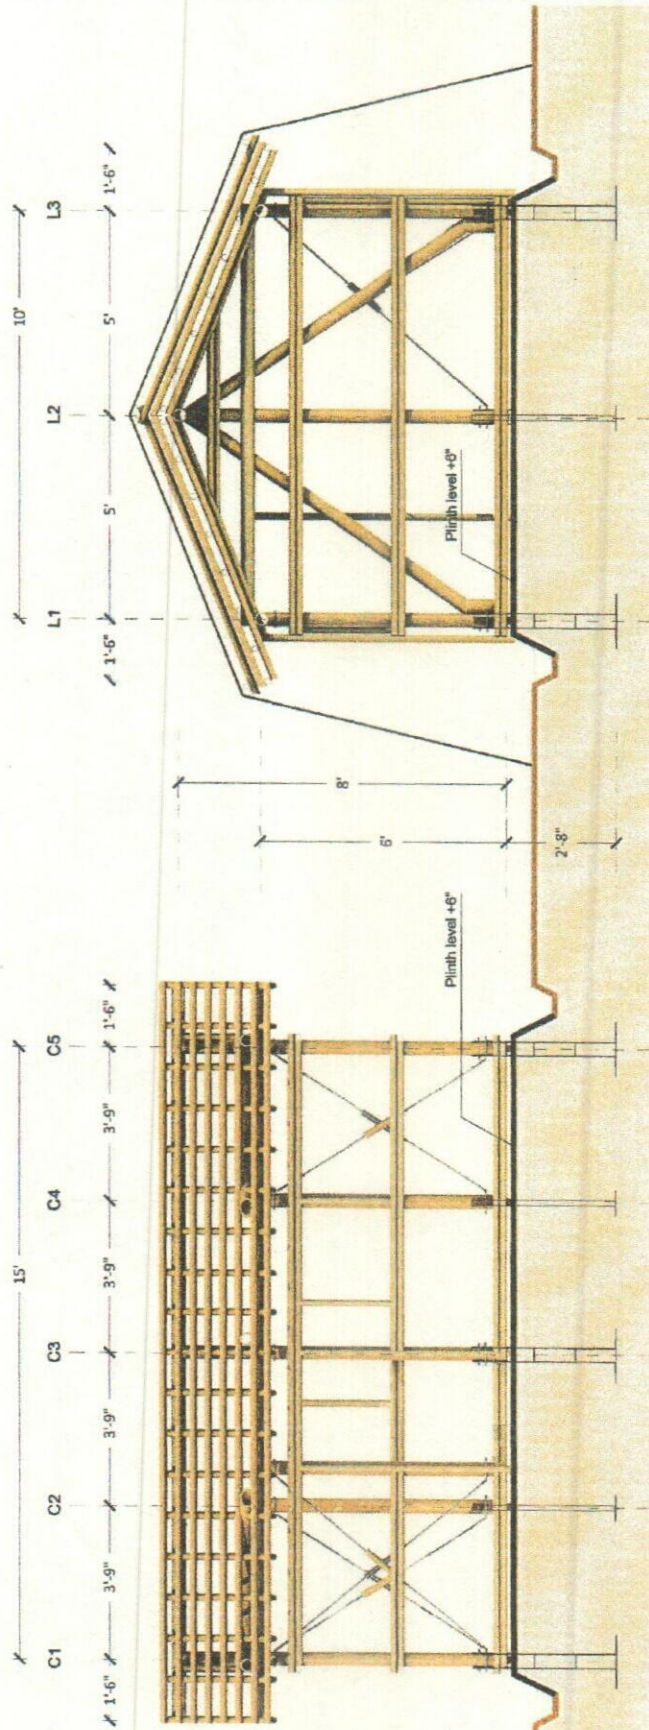 15'
C1 C2 C3 C4 C5
1'-6" 3'-9" 3'-9" 3'-9" 3'-9" 1'-6"
Plinth level +6"
8'
6'
2'-8"
10'
L1 L2 L3
1'-6" 5' 5' 1'-6"
Plinth level +6"